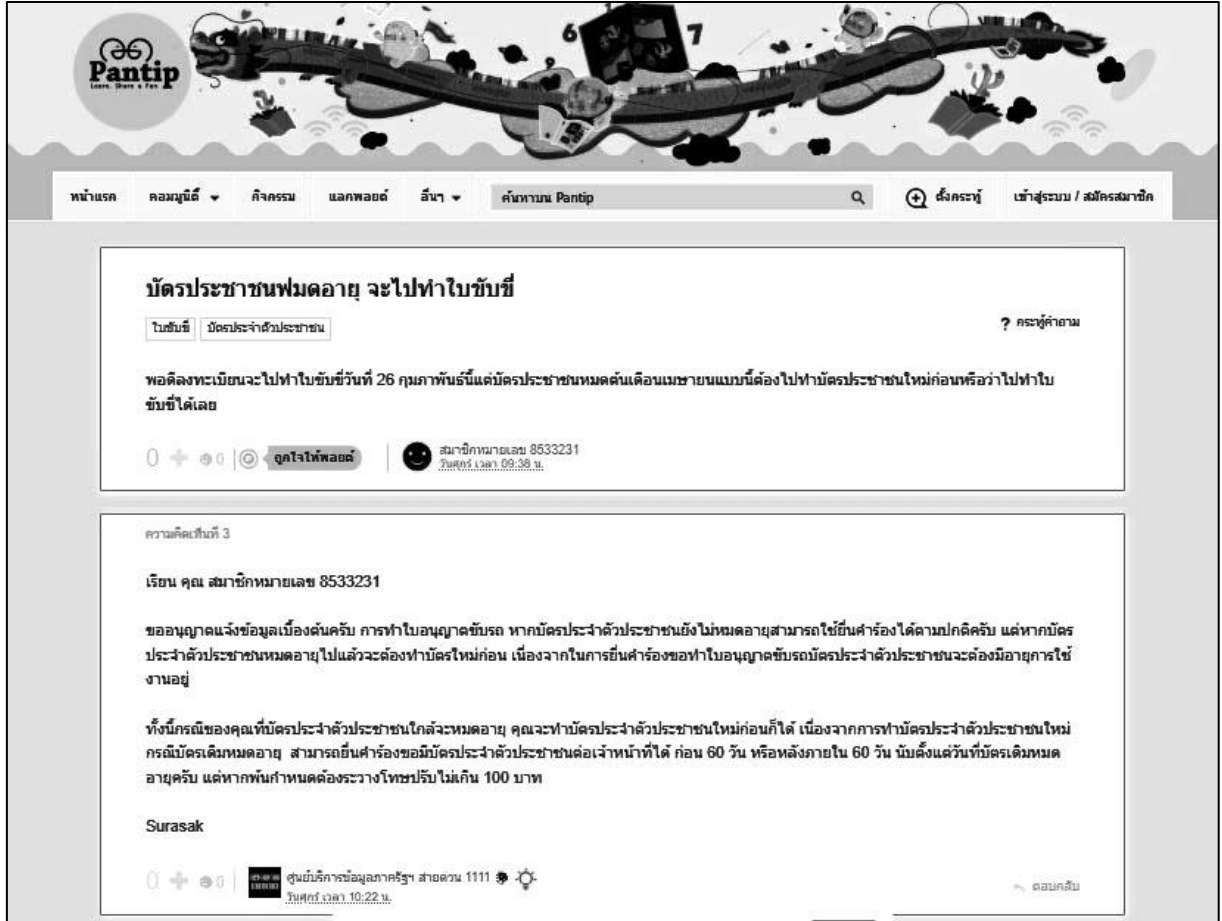 Pantip
Learn, Share & Fun
6 7
9
หน้าแรก คอมมูนิตี้ กิจกรรม แลกพอยต์ อื่นๆ ค้นหาบน Pantip ตั้งกระทู้ เข้าสู่ระบบ / สมัครสมาชิก
บัตรประชาชนฟมดอายุ จะไปทำใบขับขี่
ใบขับขี่ บัตรประจำตัวประชาชน
? กระทู้คำถาม
พอดีลงทะเบียนจะไปทำใบขับขี่วันที่ 26 กุมภาพันธ์นี้แต่บัตรประชาชนหมดต้นเดือนเมษายนแบบนี้ต้องไปทำบัตรประชาชนใหม่ก่อนหรือว่าไปทำใบ
ขับขี่ได้เลย
0 0 ถูกใจให้พอยต์ สมาชิกหมายเลข 8533231
วันศุกร์ เวลา 09:38 น.
ความคิดเห็นที่ 3
เรียน คุณ สมาชิกหมายเลข 8533231
ขออนุญาตแจ้งข้อมูลเบื้องต้นครับ การทำใบอนุญาตขับรถ หากบัตรประจำตัวประชาชนยังไม่หมดอายุสามารถใช้ยื่นคำร้องได้ตามปกติครับ แต่หากบัตร
ประจำตัวประชาชนหมดอายุไปแล้วจะต้องทำบัตรใหม่ก่อน เนื่องจากในการยื่นคำร้องขอทำใบอนุญาตขับรถบัตรประจำตัวประชาชนจะต้องมีอายุการใช้
งานอยู่
ทั้งนี้กรณีของคุณที่บัตรประจำตัวประชาชนใกล้จะหมดอายุ คุณจะทำบัตรประจำตัวประชาชนใหม่ก่อนก็ได้ เนื่องจากการทำบัตรประจำตัวประชาชนใหม่
กรณีบัตรเดิมหมดอายุ สามารถยื่นคำร้องขอมีบัตรประจำตัวประชาชนต่อเจ้าหน้าที่ได้ ก่อน 60 วัน หรือหลังภายใน 60 วัน นับตั้งแต่วันที่บัตรเดิมหมด
อายุครับ แต่หากพ้นกำหนดต้องระวางโทษปรับไม่เกิน 100 บาท
Surasak
0 0 ศูนย์บริการข้อมูลภาครัฐฯ สายด่วน 1111
วันศุกร์ เวลา 10:22 น.
ตอบกลับ